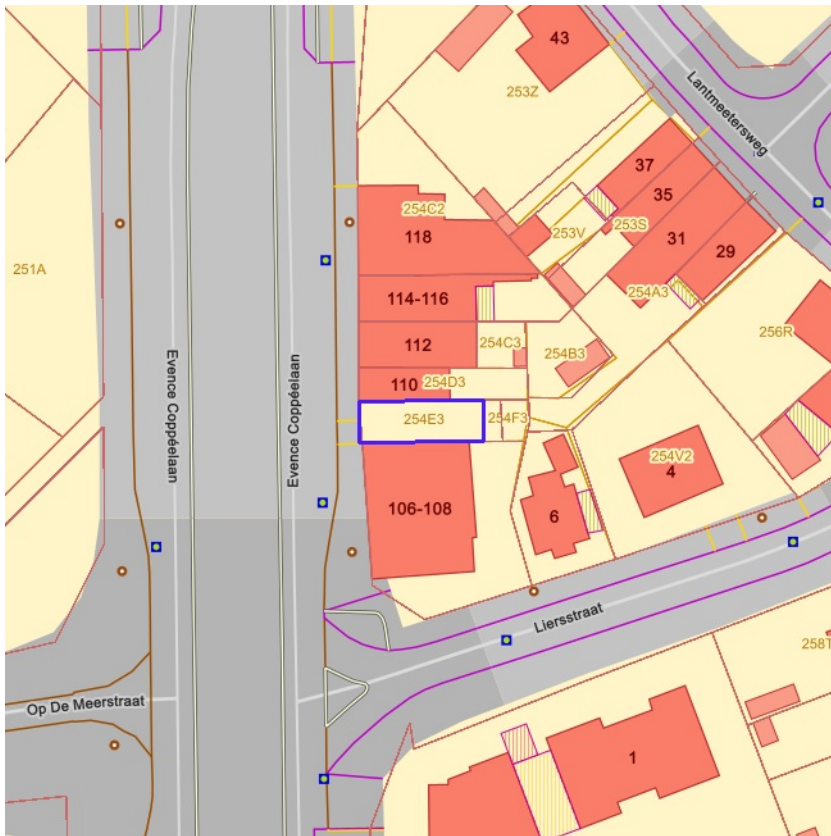 43
253Z
Lantmeetersweg
37
35
254C2
253S
118
253V
31
29
251A
254A3
114-116
256R
112
254C3
254B3
Evence Coppéelaan
Evence Coppéelaan
110
254D3
254E3
254F3
254V2
4
106-108
6
Liersstraat
Op De Meerstraat
1